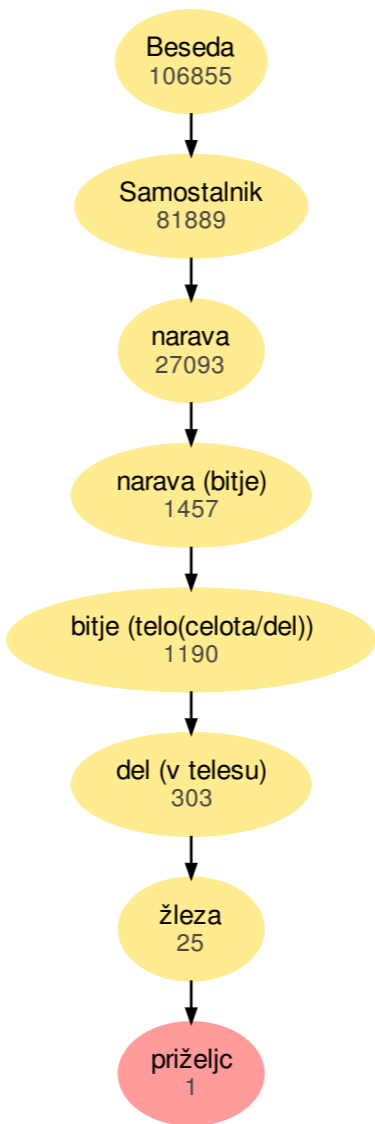 Beseda
106855
Samostalnik
81889
narava
27093
narava (bitje)
1457
bitje (telo(celota/del))
1190
del (v telesu)
303
žleza
25
priželjc
1